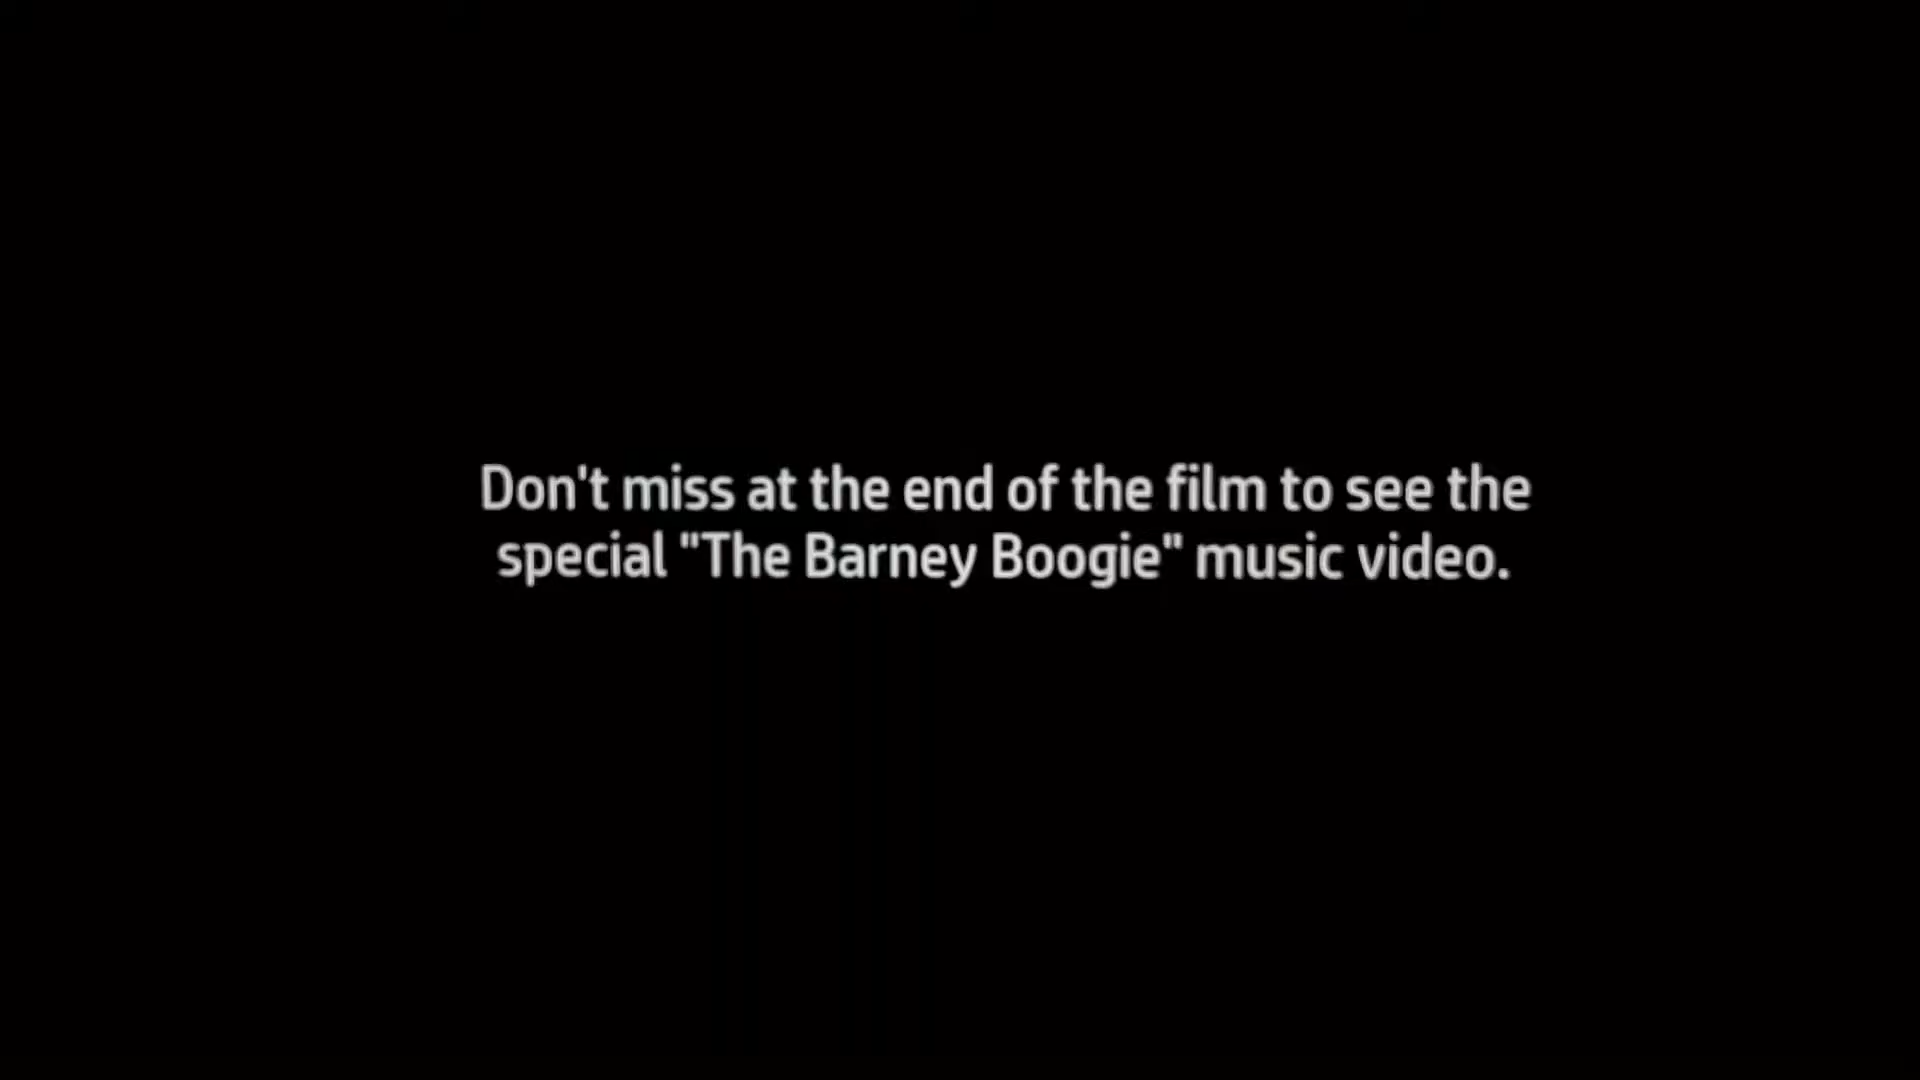 Don't miss at the end of the film to see the
special "The Barney Boogie" music video.